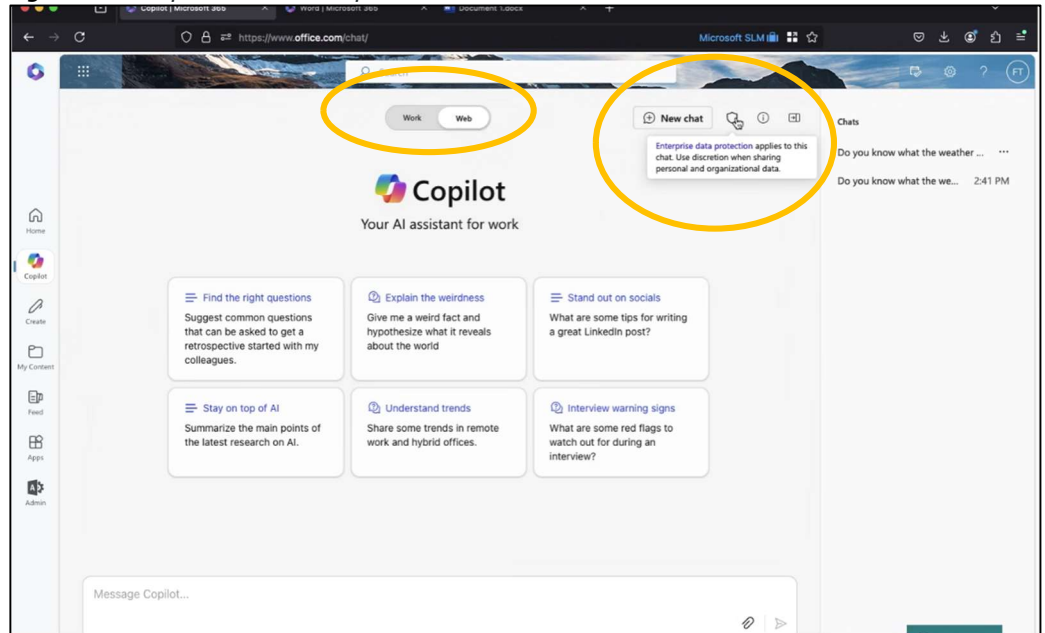 Copilot | Microsoft 365
Word | Microsoft 365
Document 1.docx
https://www.office.com/chat/
Microsoft SLM
Search
FT
Work
Web
New chat
Enterprise data protection applies to this
chat. Use discretion when sharing
personal and organizational data.
Chats
Do you know what the weather ... ...
Do you know what the we... 2:41 PM
Copilot
Your AI assistant for work
Home
Copilot
Create
My Content
Feed
Apps
Admin
Find the right questions
Suggest common questions
that can be asked to get a
retrospective started with my
colleagues.
Explain the weirdness
Give me a weird fact and
hypothesize what it reveals
about the world
Stand out on socials
What are some tips for writing
a great LinkedIn post?
Stay on top of AI
Summarize the main points of
the latest research on AI.
Understand trends
Share some trends in remote
work and hybrid offices.
Interview warning signs
What are some red flags to
watch out for during an
interview?
Message Copilot...